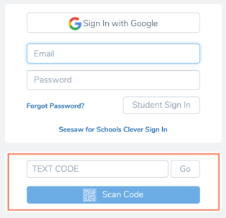 Sign In with Google
Email
Password
Forgot Password?
Student Sign In
Seesaw for Schools Clever Sign In
TEXT CODE
Go
Scan Code